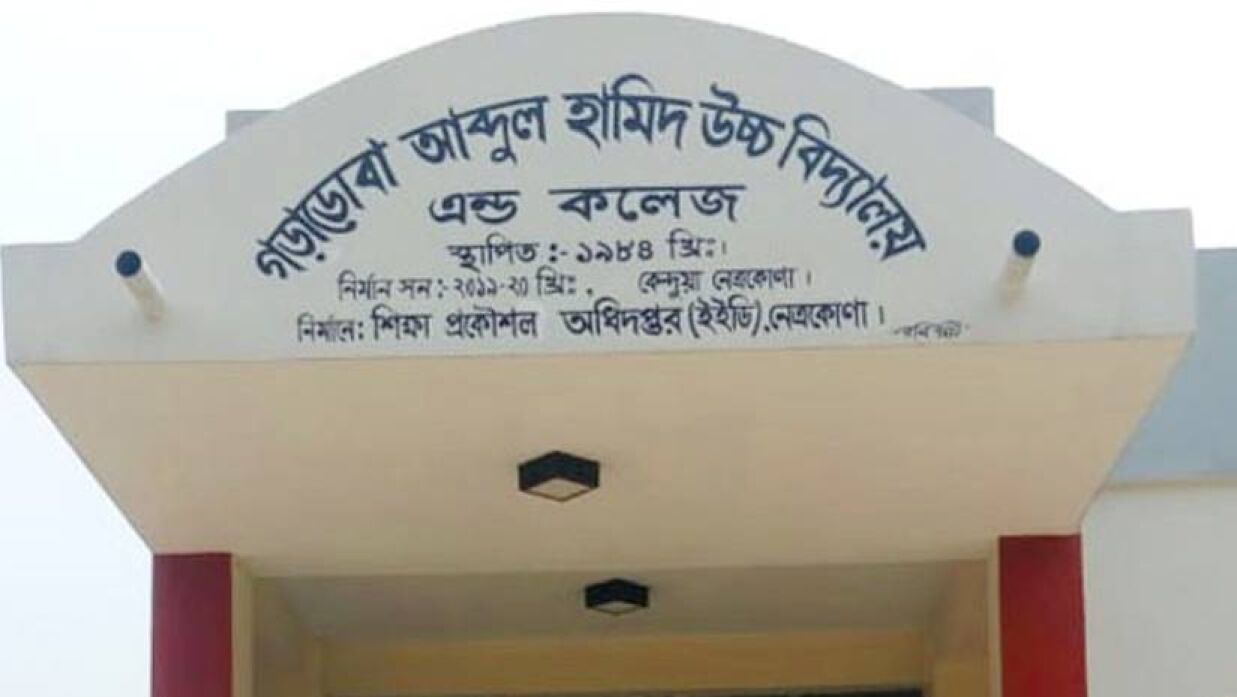 গড়াডোবা আব্দুল হামিদ উচ্চ বিদ্যালয়
এন্ড কলেজ
স্থাপিত :- ১৯৮৪ খ্রিঃ।
নির্মান সন :- ২০১৯-২০ খ্রিঃ . কেন্দুয়া নেত্রকোণা ।
নির্মানে: শিক্ষা প্রকৌশল অধিদপ্তর (ইইডি).নেত্রকোণা ।